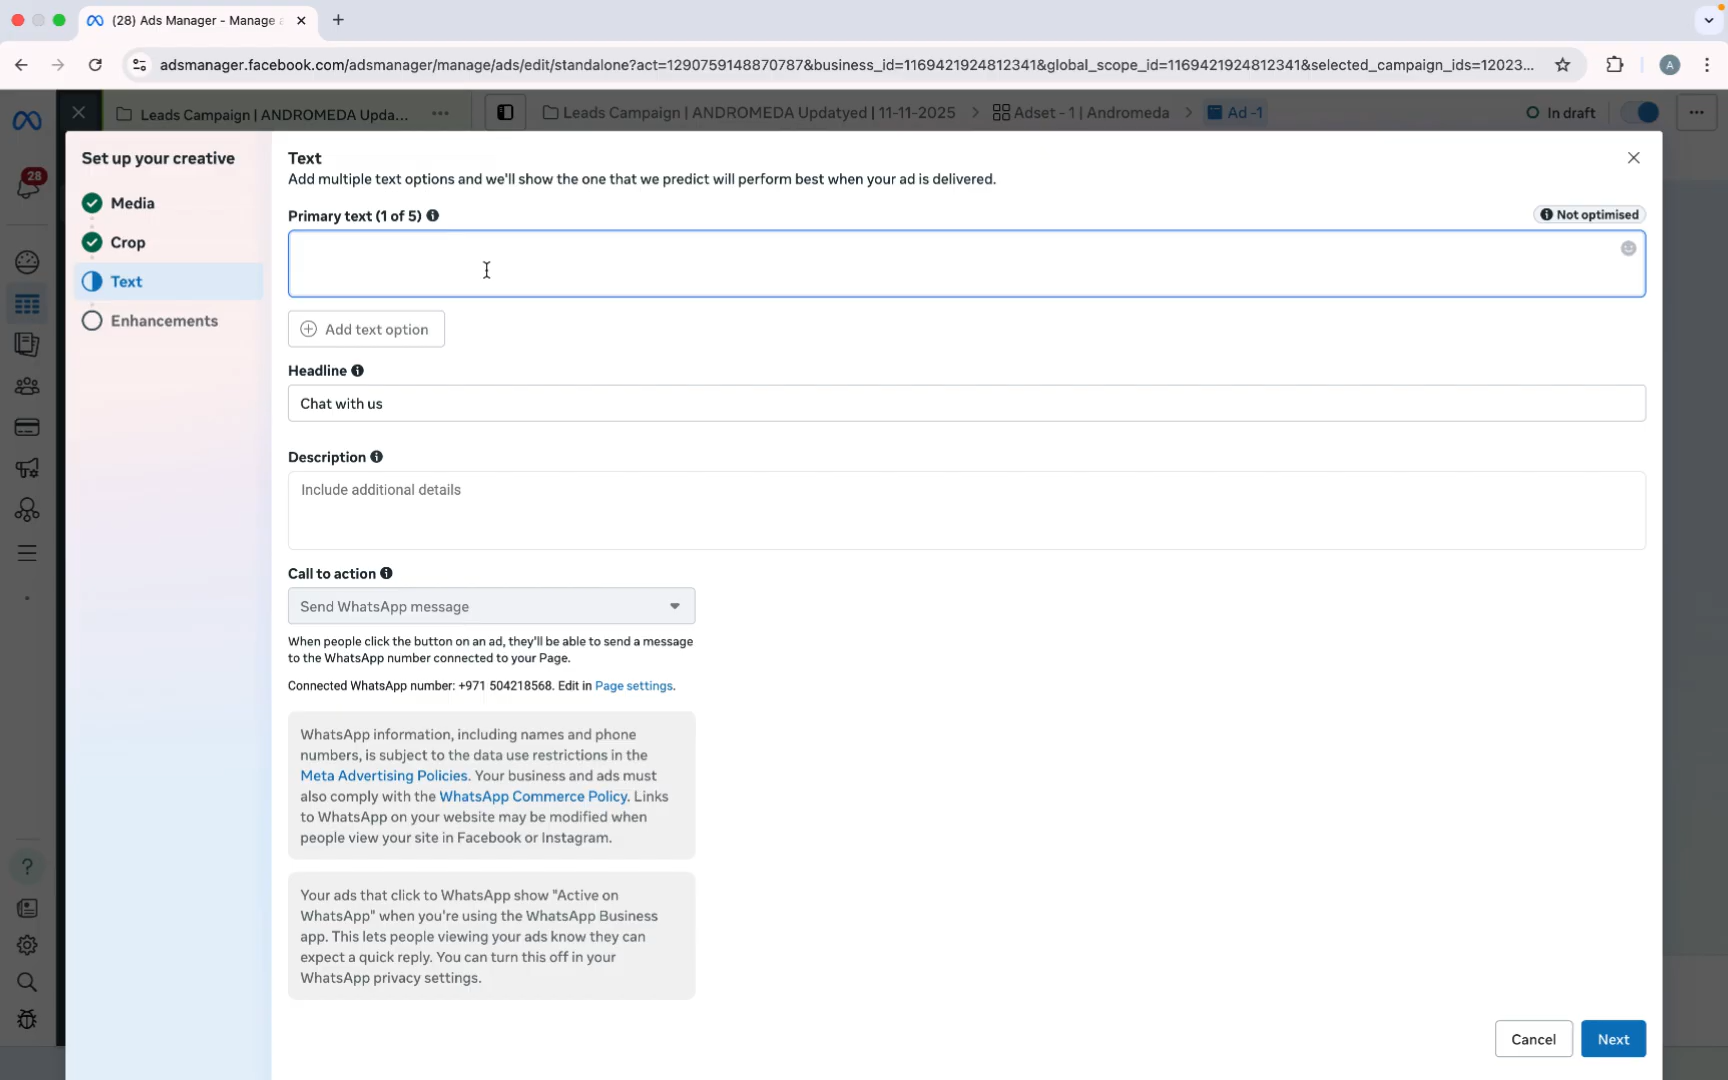 (28) Ads Manager - Manage a
adsmanager.facebook.com/adsmanager/manage/ads/edit/standalone?act=1290759148870787&business_id=1169421924812341&global_scope_id=1169421924812341&selected_campaign_ids=12023...
A
Leads Campaign | ANDROMEDA Upda...
Leads Campaign | ANDROMEDA Updatyed | 11-11-2025
Adset - 1 | Andromeda
Ad -1
In draft
28
Set up your creative
Media
Crop
Text
Enhancements
Text
Add multiple text options and we'll show the one that we predict will perform best when your ad is delivered.
Primary text (1 of 5)
Not optimised
Add text option
Headline
Chat with us
Description
Include additional details
Call to action
Send WhatsApp message
When people click the button on an ad, they'll be able to send a message
to the WhatsApp number connected to your Page.
Connected WhatsApp number: +971 504218568. Edit in Page settings.
WhatsApp information, including names and phone
numbers, is subject to the data use restrictions in the
Meta Advertising Policies. Your business and ads must
also comply with the WhatsApp Commerce Policy. Links
to WhatsApp on your website may be modified when
people view your site in Facebook or Instagram.
Your ads that click to WhatsApp show "Active on
WhatsApp" when you're using the WhatsApp Business
app. This lets people viewing your ads know they can
expect a quick reply. You can turn this off in your
WhatsApp privacy settings.
Cancel
Next